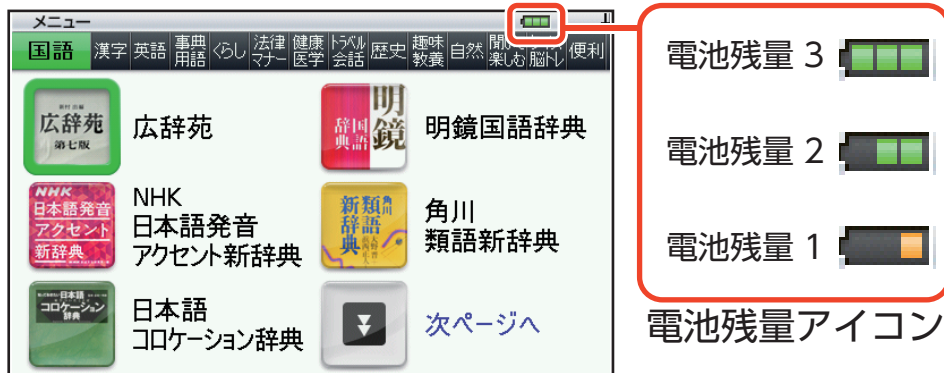 メニュー
国語
漢字
英語
事典
用語
くらし
法律
マナー
健康
医学
トラベル
会話
歴史
趣味
教養
自然
楽しむ
脳トレ
便利
広辞苑
第七版
広辞苑
明鏡
国語
辞典
明鏡国語辞典
NHK
日本語発音
アクセント
新辞典
NHK
日本語発音
アクセント新辞典
角川
類語
新辞典
角川
類語新辞典
日本語
コロケーション
辞典
日本語
コロケーション辞典
次ページへ
電池残量 3
電池残量 2
電池残量 1
電池残量アイコン